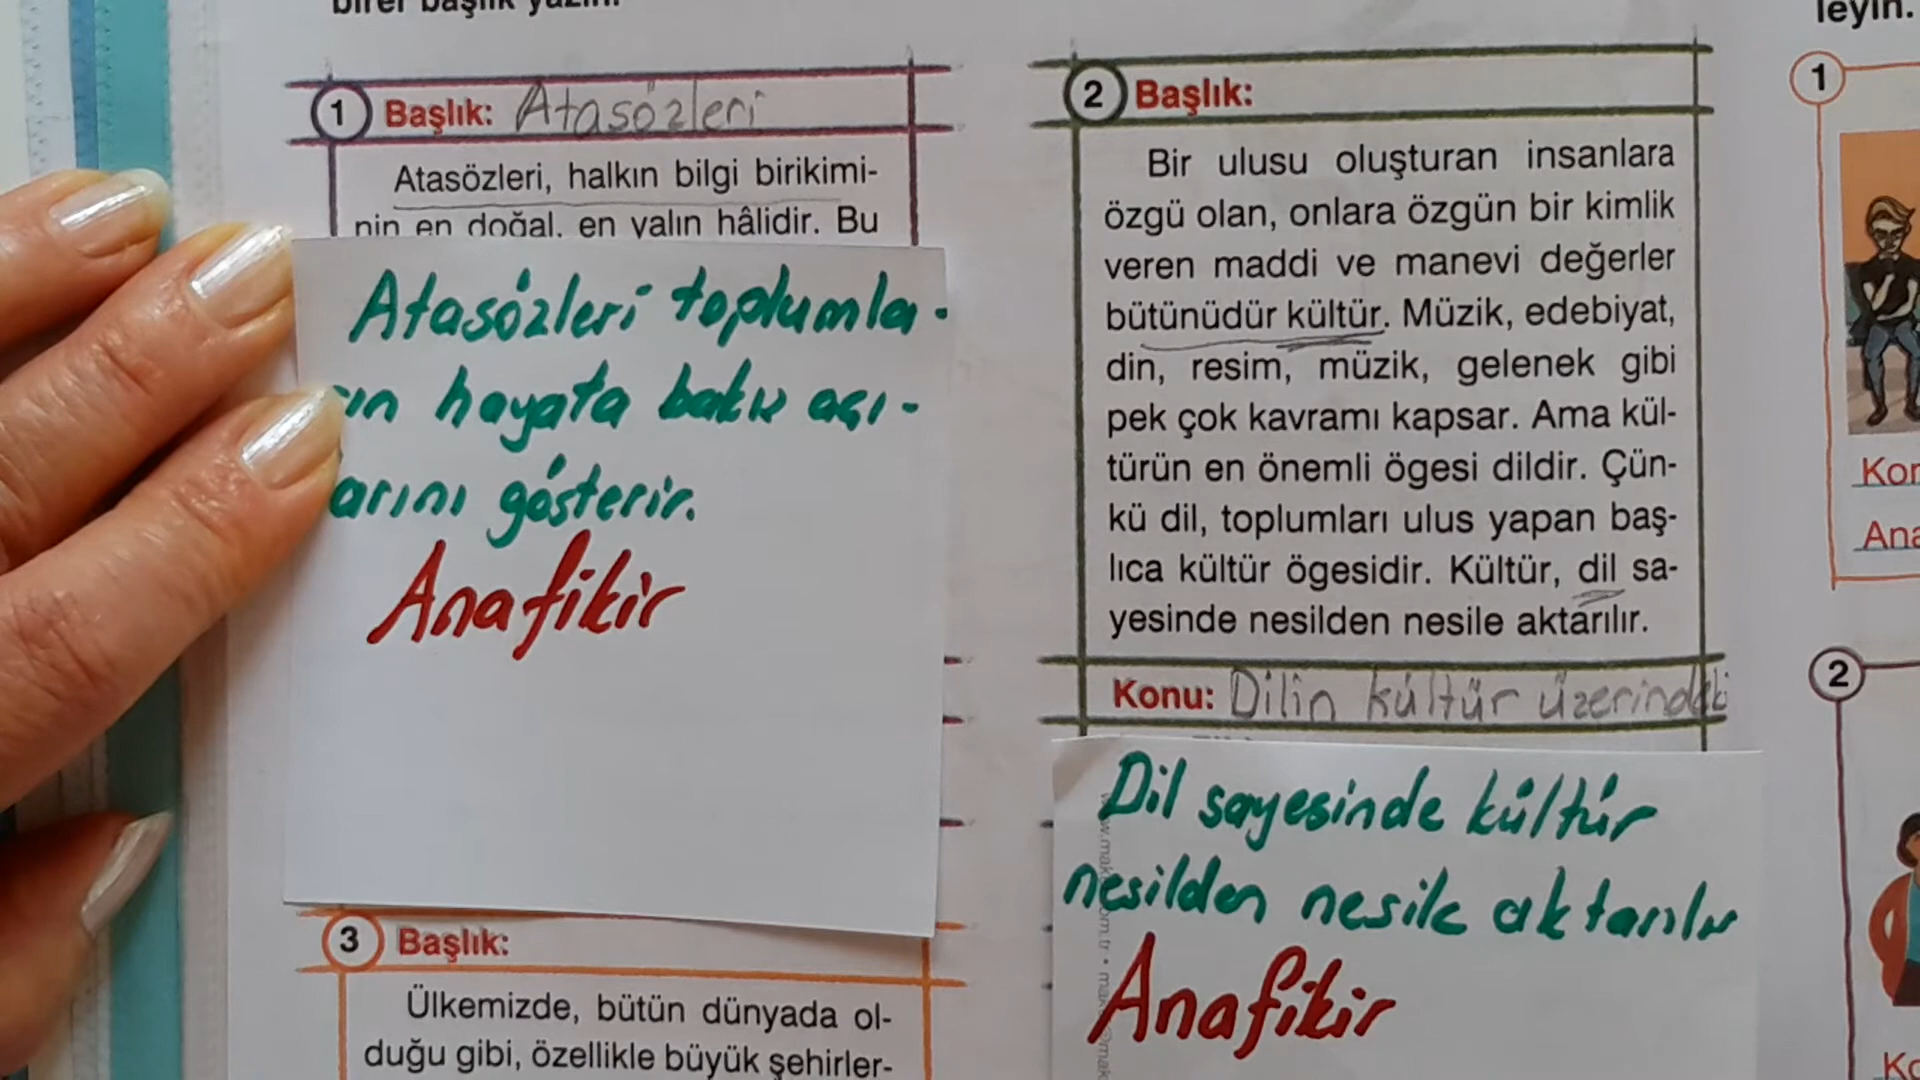 birer başlık yazın.
1 Başlık: Atasözleri
Atasözleri, halkın bilgi birikimi-
nin en doğal, en yalın hâlidir. Bu
Atasözleri toplumla-
ın hayata bakış açı-
arını gösterir.
Anafikir
3 Başlık:
Ülkemizde, bütün dünyada ol-
duğu gibi, özellikle büyük şehirler-
2 Başlık:
Bir ulusu oluşturan insanlara
özgü olan, onlara özgün bir kimlik
veren maddi ve manevi değerler
bütünüdür kültür. Müzik, edebiyat,
din, resim, müzik, gelenek gibi
pek çok kavramı kapsar. Ama kül-
türün en önemli ögesi dildir. Çün-
kü dil, toplumları ulus yapan baş-
lıca kültür ögesidir. Kültür, dil sa-
yesinde nesilden nesile aktarılır.
Konu: Dilin kültür üzerindeki
Dil sayesinde kültür
nesilden nesile aktarılır
Anafikir
leyin.
1
Kon
Ana
2
Ko